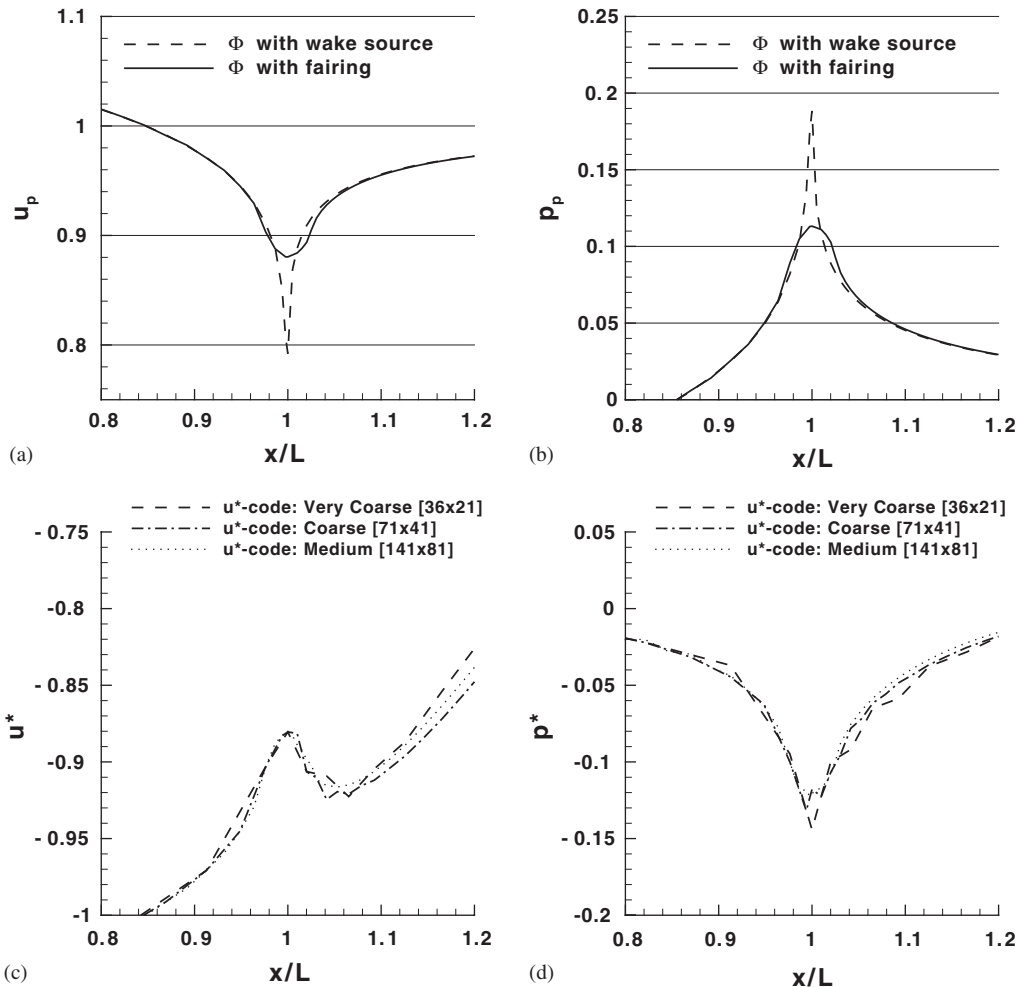 1.1
1
0.9
0.8
u_p
Φ with wake source
Φ with fairing
0.8 0.9 1 1.1 1.2
x/L
(a)
0.25
0.2
0.15
0.1
0.05
0
p_p
Φ with wake source
Φ with fairing
0.8 0.9 1 1.1 1.2
x/L
(b)
u*-code: Very Coarse [36x21]
u*-code: Coarse [71x41]
u*-code: Medium [141x81]
-0.75
-0.8
-0.85
-0.9
-0.95
-1
u*
0.8 0.9 1 1.1 1.2
x/L
(c)
u*-code: Very Coarse [36x21]
u*-code: Coarse [71x41]
u*-code: Medium [141x81]
0.05
0
-0.05
-0.1
-0.15
-0.2
p*
0.8 0.9 1 1.1 1.2
x/L
(d)